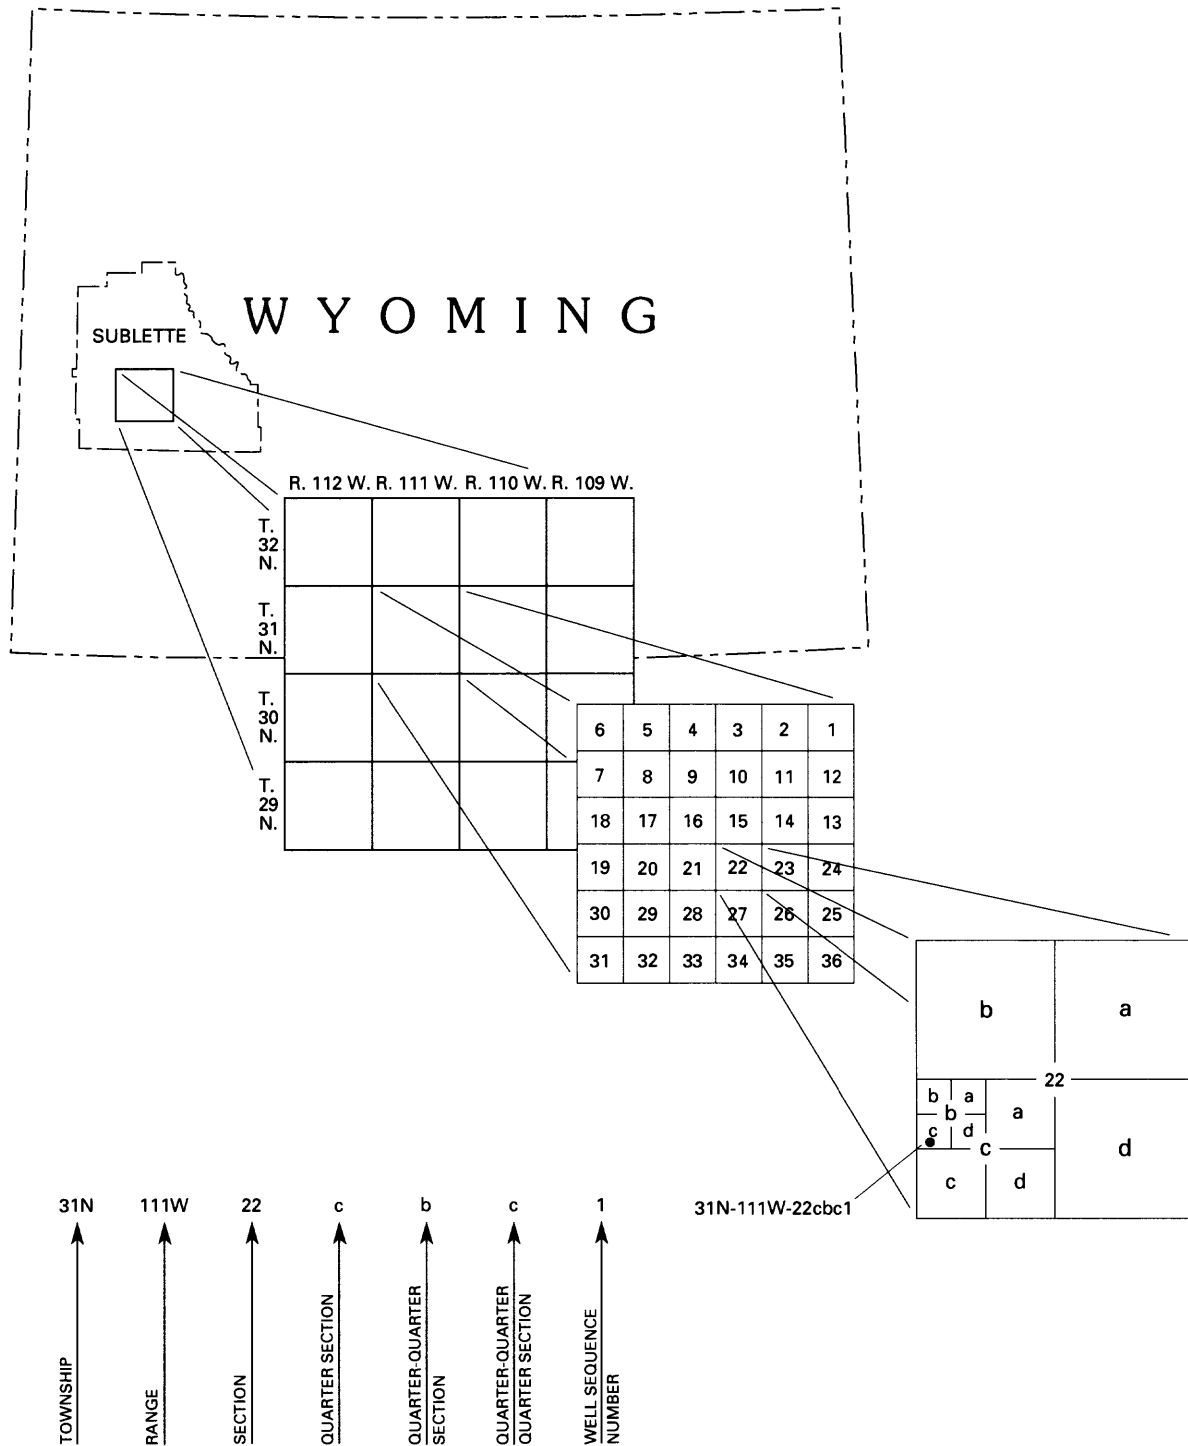 WYOMING
SUBLETTE
R. 112 W. R. 111 W. R. 110 W. R. 109 W.
T.
32
N.
T.
31
N.
T.
30
N.
T.
29
N.
6 5 4 3 2 1
7 8 9 10 11 12
18 17 16 15 14 13
19 20 21 22 23 24
30 29 28 27 26 25
31 32 33 34 35 36
b a
22
b a
b
a
c d
c
d
c d
31N-111W-22cbc1
31N 111W 22 c b c 1
TOWNSHIP
RANGE
SECTION
QUARTER SECTION
QUARTER-QUARTER
SECTION
QUARTER-QUARTER
QUARTER SECTION
WELL SEQUENCE
NUMBER